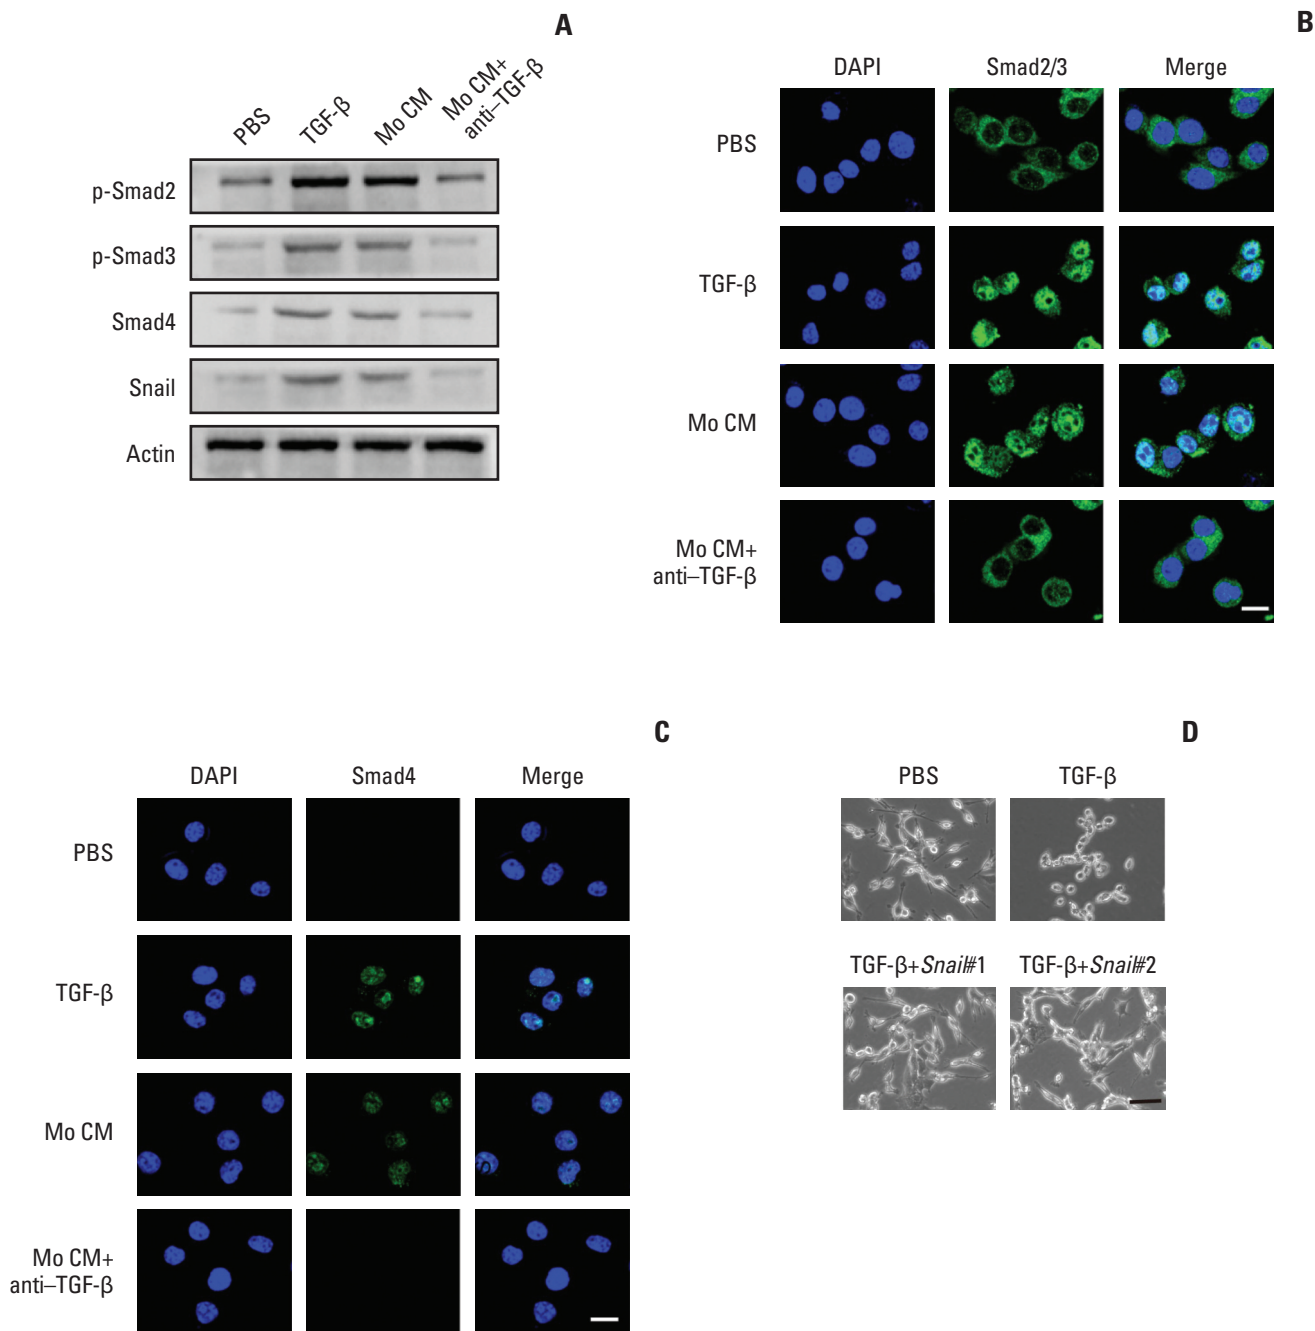 A
PBS
TGF-β
Mo CM
Mo CM+
anti–TGF-β
p-Smad2
p-Smad3
Smad4
Snail
Actin
B
DAPI
Smad2/3
Merge
PBS
TGF-β
Mo CM
Mo CM+
anti–TGF-β
C
DAPI
Smad4
Merge
PBS
TGF-β
Mo CM
Mo CM+
anti–TGF-β
D
PBS
TGF-β
TGF-β+Snail#1
TGF-β+Snail#2